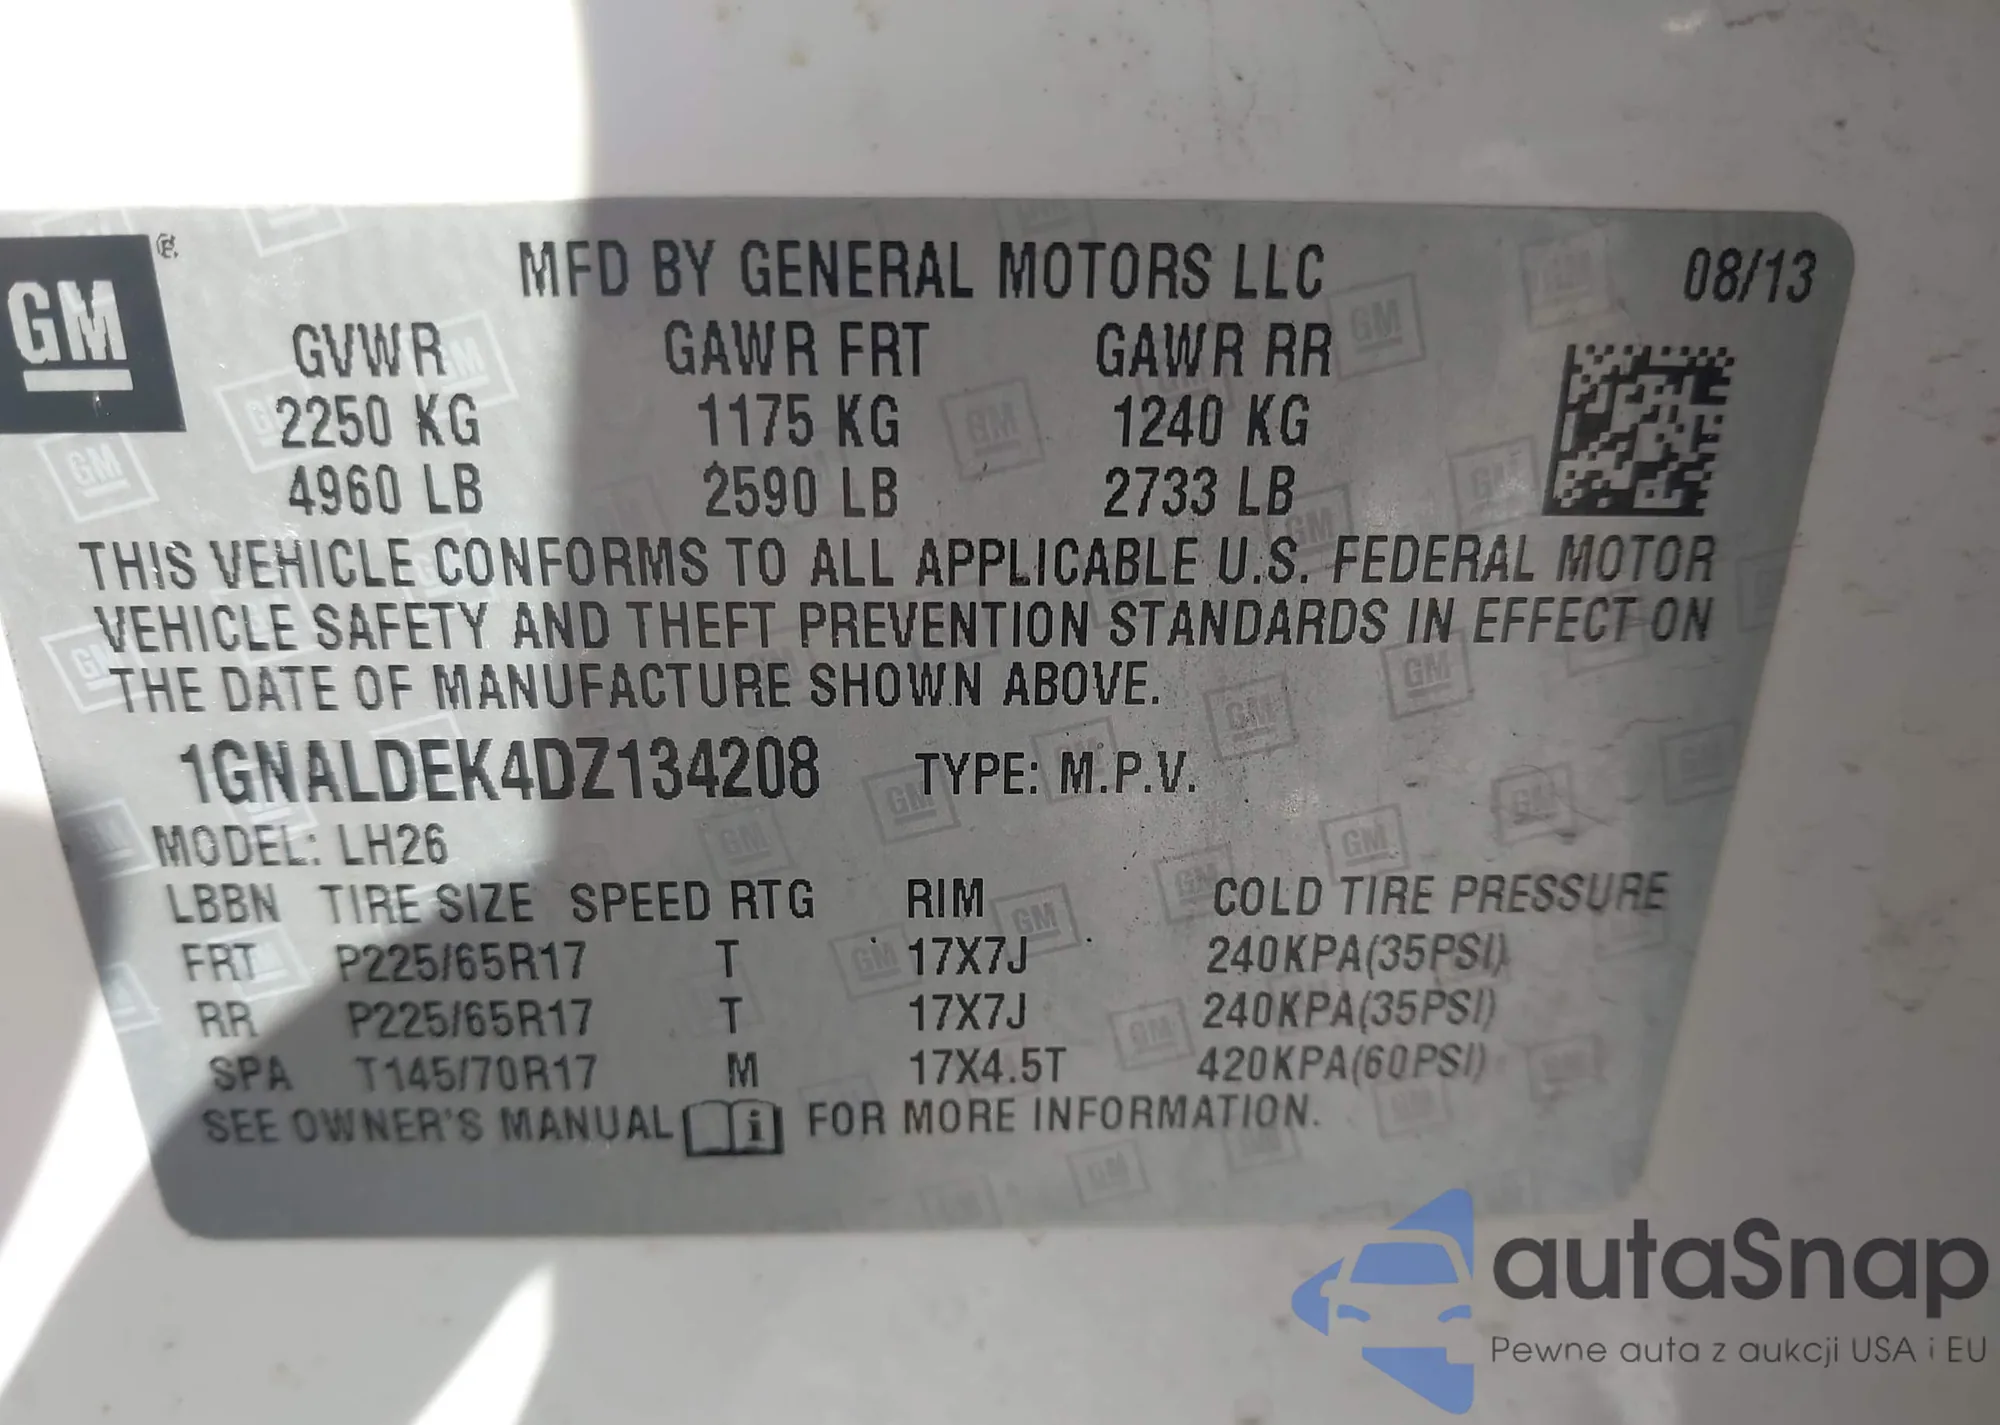 GM®
MFD BY GENERAL MOTORS LLC 08/13
GVWR GAWR FRT GAWR RR
2250 KG 1175 KG 1240 KG
4960 LB 2590 LB 2733 LB
THIS VEHICLE CONFORMS TO ALL APPLICABLE U.S. FEDERAL MOTOR
VEHICLE SAFETY AND THEFT PREVENTION STANDARDS IN EFFECT ON
THE DATE OF MANUFACTURE SHOWN ABOVE.
1GNALDEK4DZ134208 TYPE: M.P.V.
MODEL: LH26
LBBN TIRE SIZE SPEED RTG RIM COLD TIRE PRESSURE
FRT P225/65R17 T 17X7J 240KPA(35PSI)
RR P225/65R17 T 17X7J 240KPA(35PSI)
SPA T145/70R17 M 17X4.5T 420KPA(60PSI)
SEE OWNER'S MANUAL i FOR MORE INFORMATION.
autaSnap
Pewne auta z aukcji USA i EU